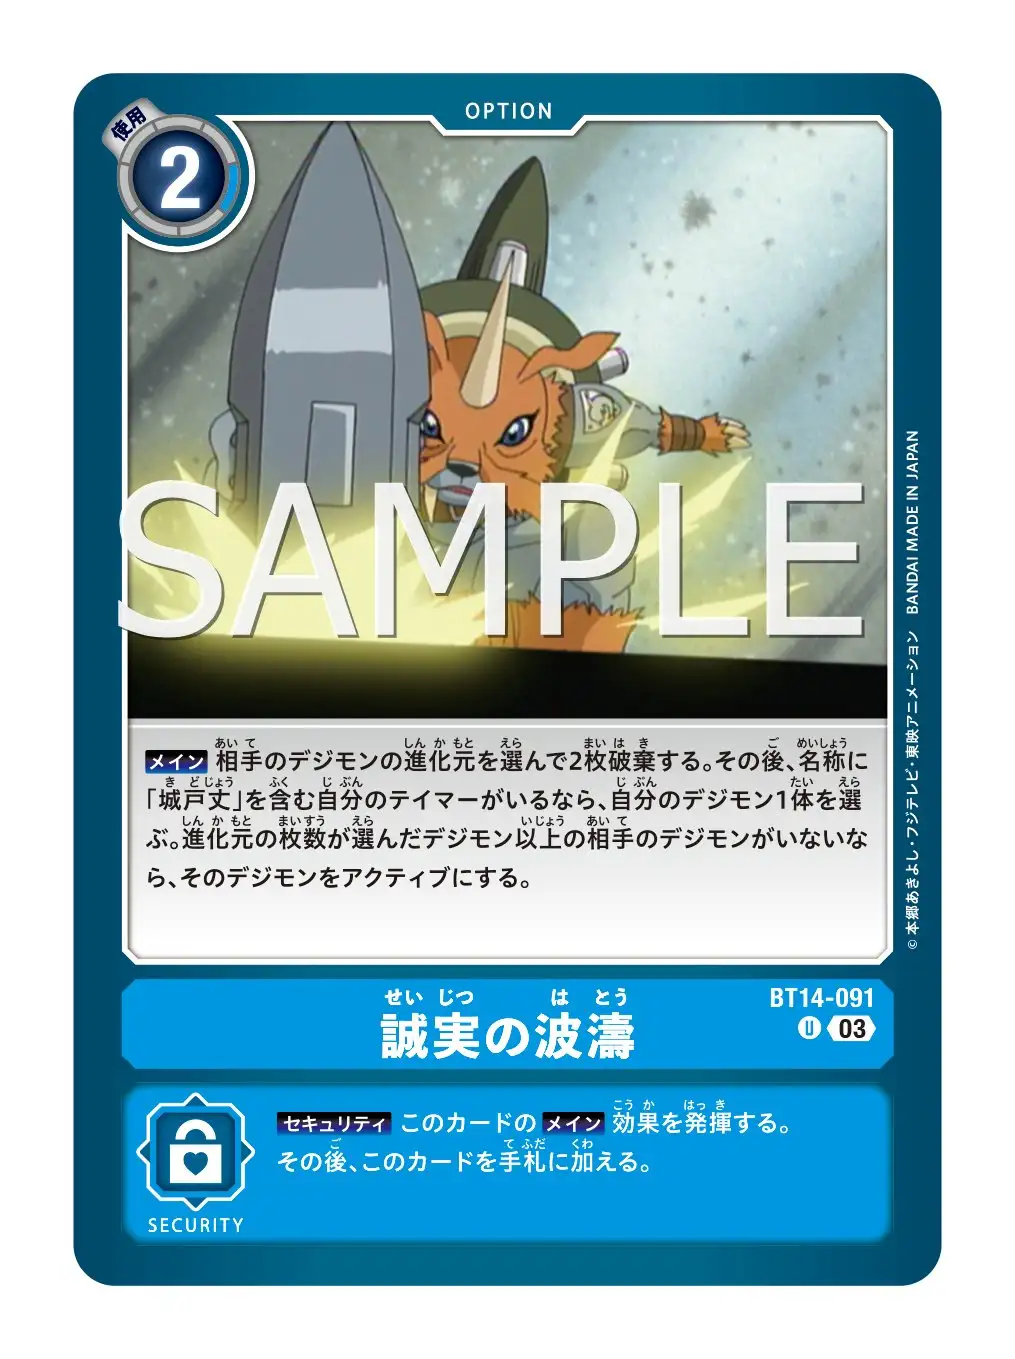 OPTION
使用
2
SAMPLE
メイン 相手のデジモンの進化元を選んで2枚破棄する。その後、名称に
「城戸丈」を含む自分のテイマーがいるなら、自分のデジモン1体を選
ぶ。進化元の枚数が選んだデジモン以上の相手のデジモンがいないな
ら、そのデジモンをアクティブにする。
© 本郷あきよし・フジテレビ・東映アニメーション BANDAI MADE IN JAPAN
BT14-091
U 03
せいじつ はとう
誠実の波濤
セキュリティ このカードの メイン 効果を発揮する。
その後、このカードを手札に加える。
SECURITY